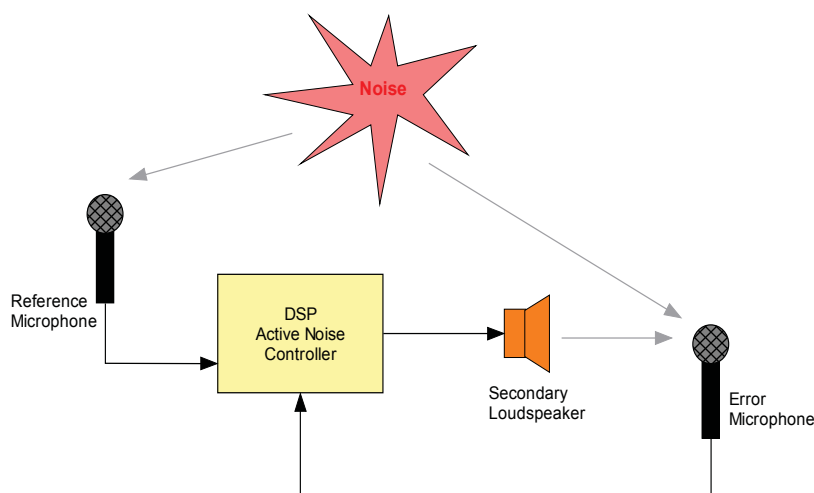 Noise
Reference
Microphone
DSP
Active Noise
Controller
Secondary
Loudspeaker
Error
Microphone